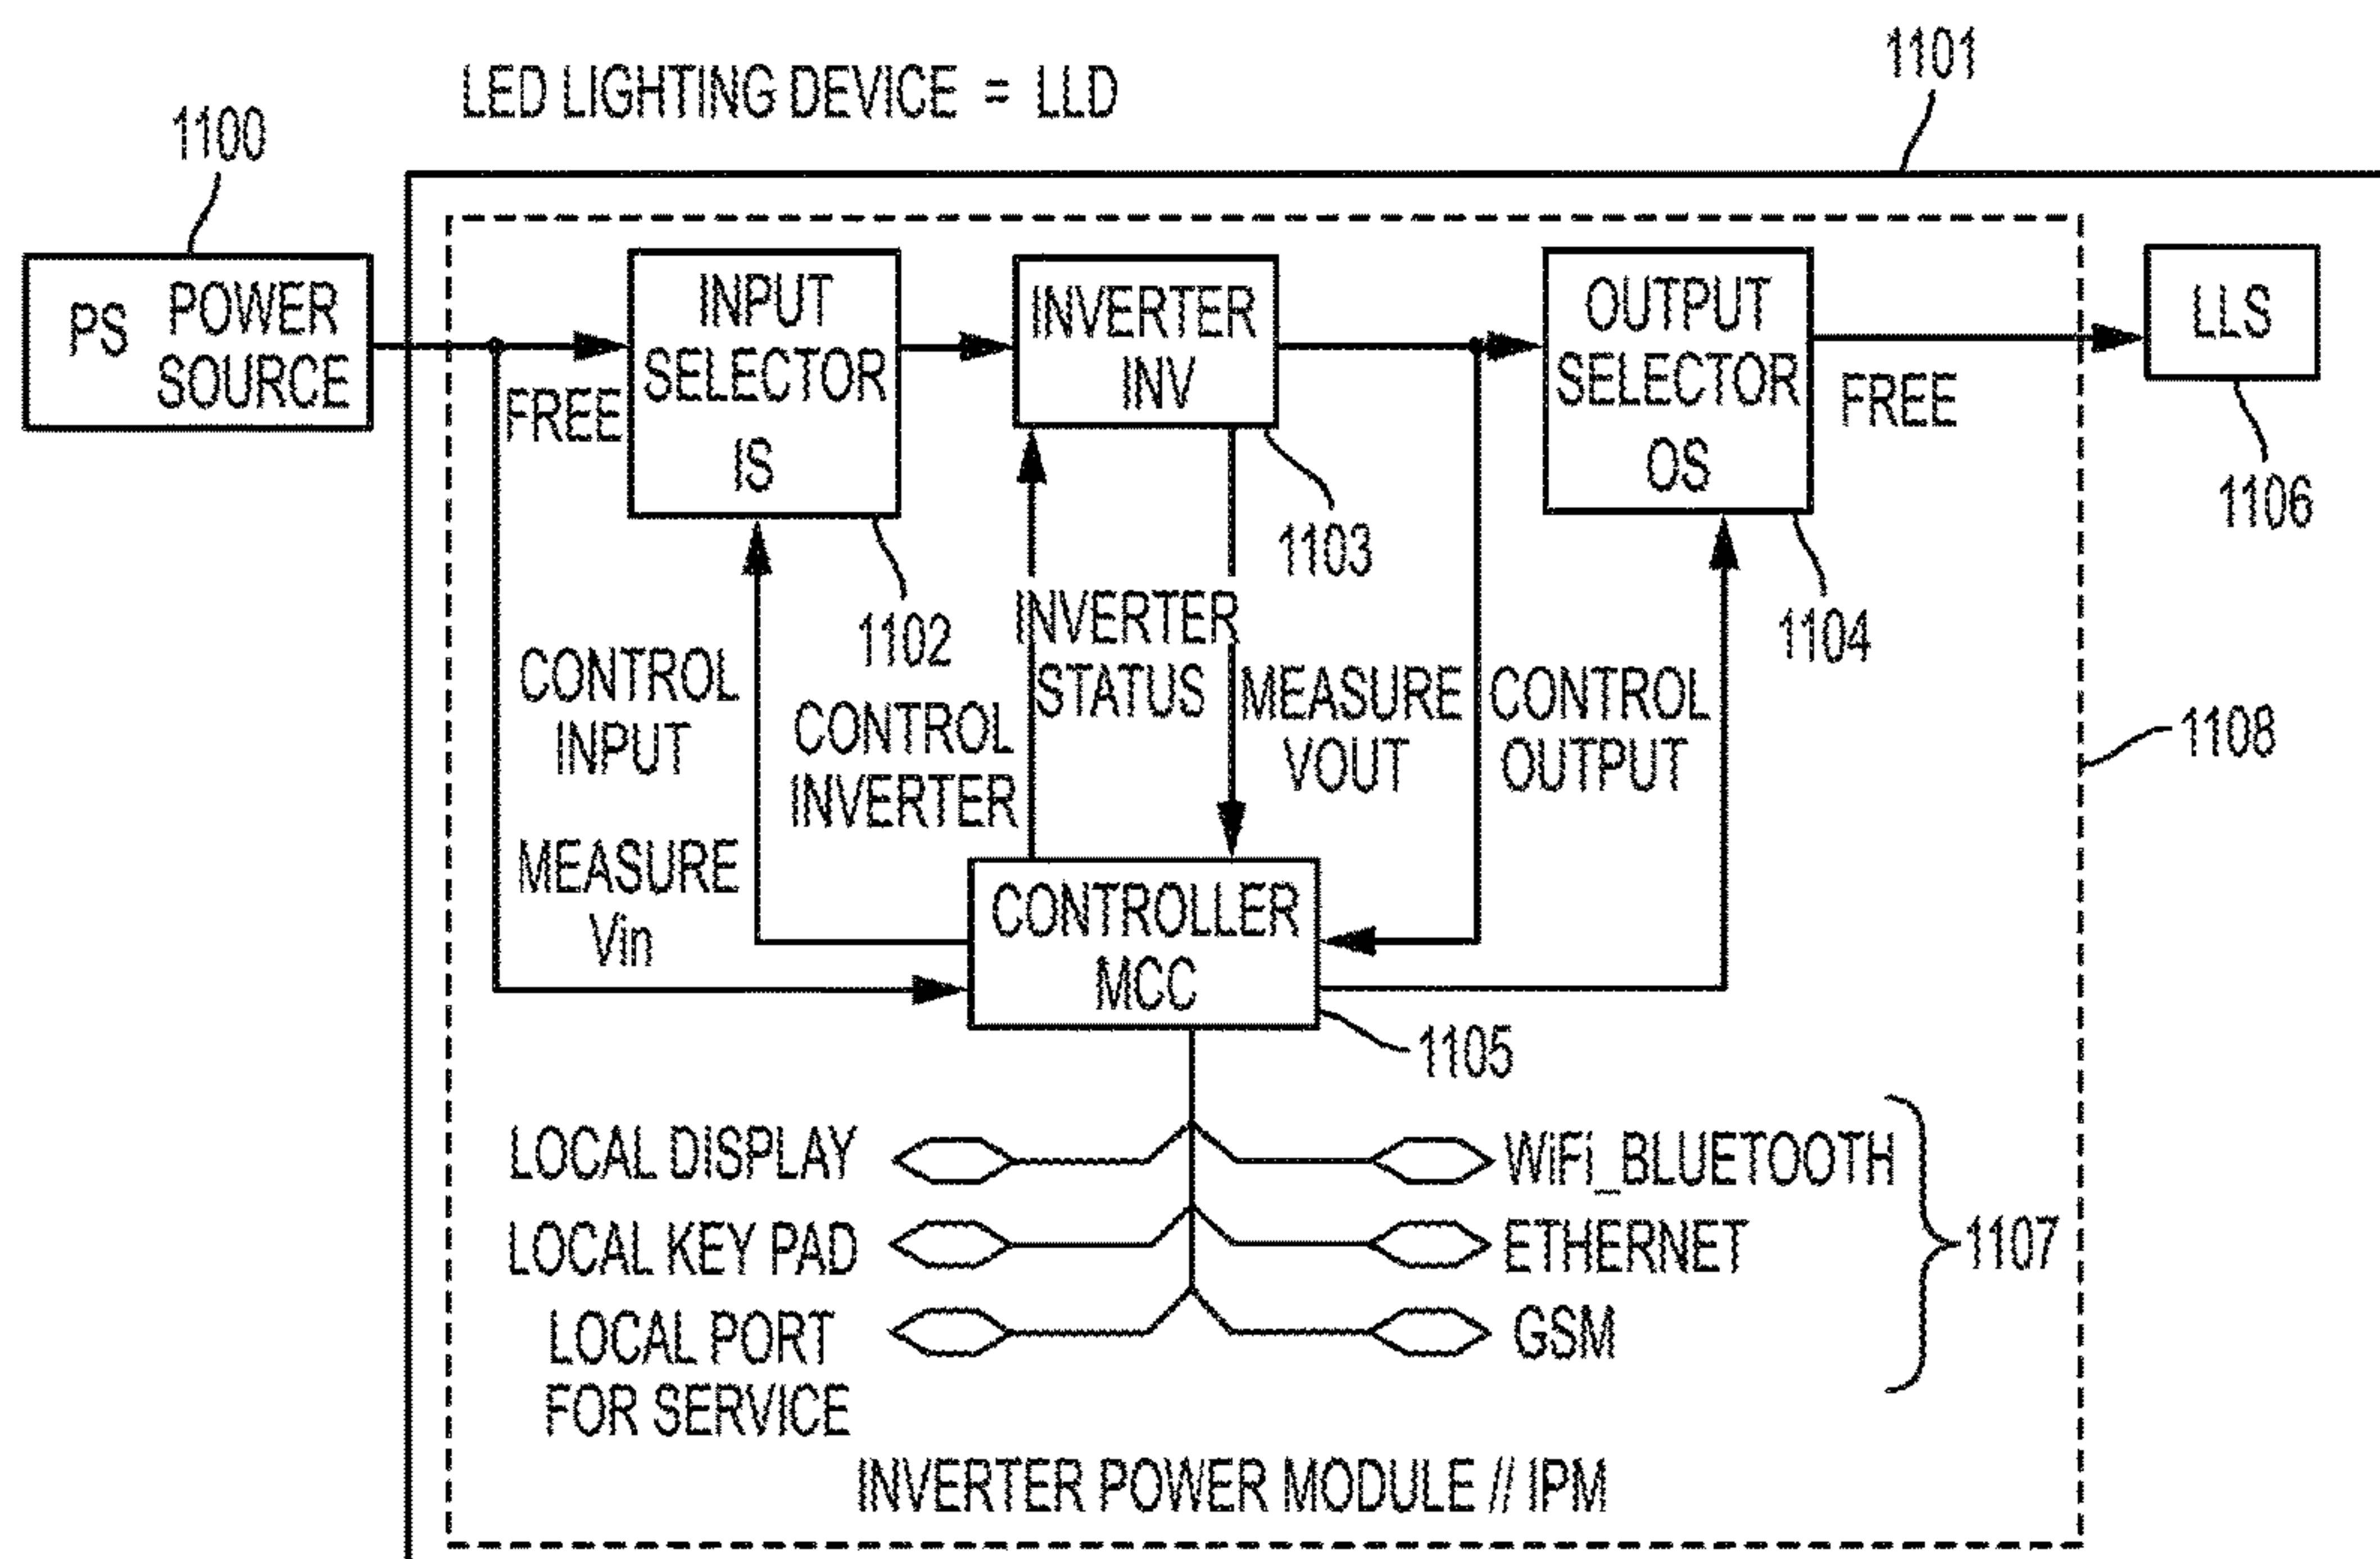 1101
LED LIGHTING DEVICE = LLD
1100
PS
POWER
SOURCE
FREE
INPUT
SELECTOR
IS
INVERTER
INV
OUTPUT
SELECTOR
OS
FREE
LLS
1106
1103
1102
1104
INVERTER
STATUS
CONTROL
INPUT
CONTROL
INVERTER
MEASURE
VOUT
CONTROL
OUTPUT
1108
MEASURE
Vin
CONTROLLER
MCC
1105
LOCAL DISPLAY
WiFi_BLUETOOTH
LOCAL KEY PAD
ETHERNET
1107
LOCAL PORT
FOR SERVICE
GSM
INVERTER POWER MODULE // IPM